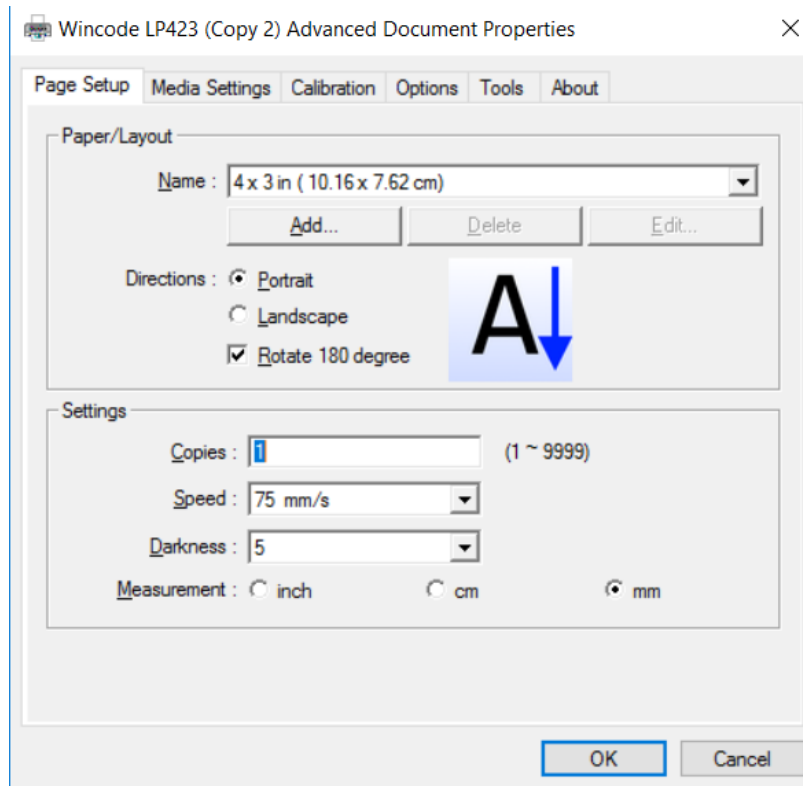 Wincode LP423 (Copy 2) Advanced Document Properties
Page Setup Media Settings Calibration Options Tools About
Paper/Layout
Name : 4 x 3 in ( 10.16 x 7.62 cm)
Add... Delete Edit...
Directions : Portrait
Landscape
Rotate 180 degree
A
Settings
Copies : 1 (1 ~ 9999)
Speed : 75 mm/s
Darkness : 5
Measurement : inch cm mm
OK Cancel